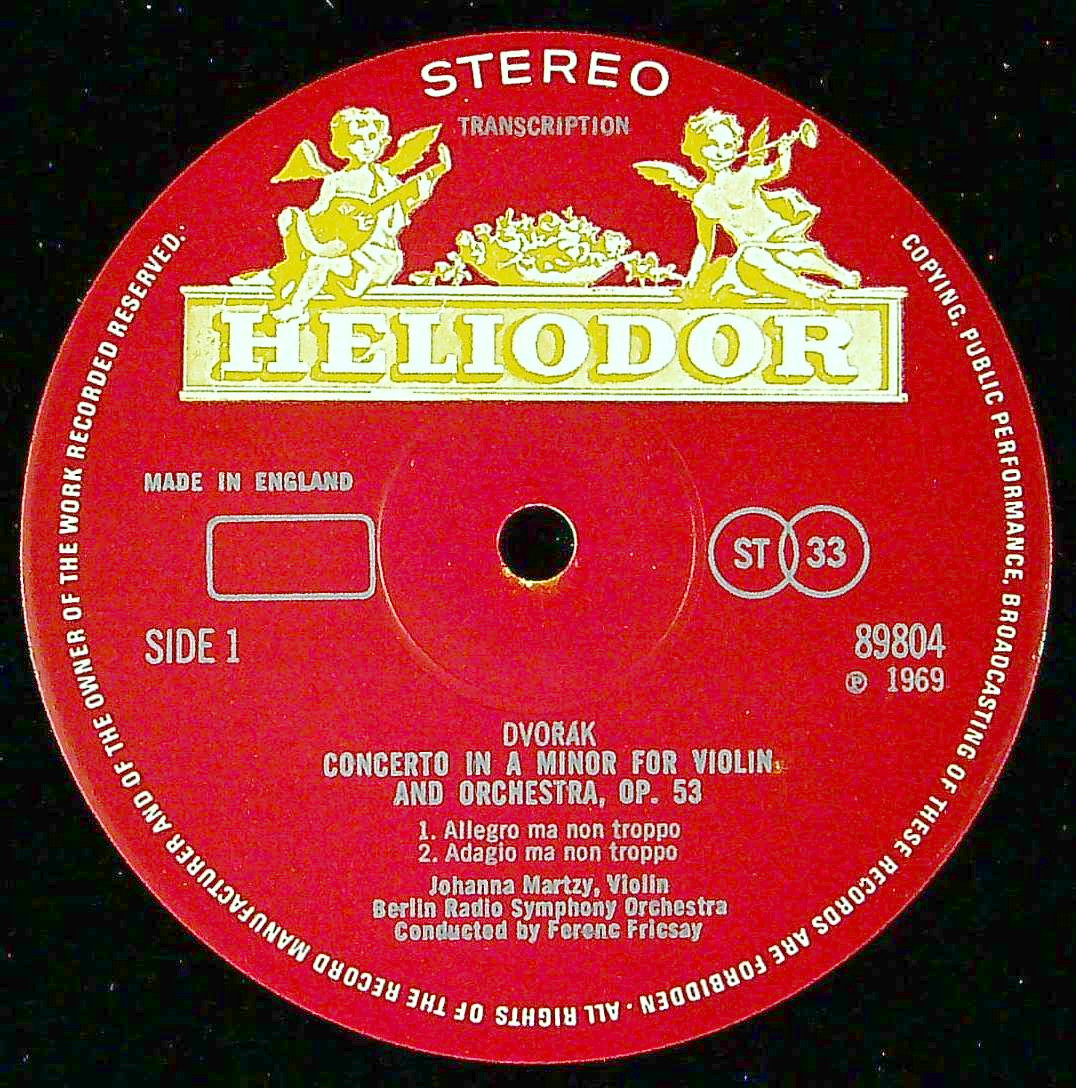 STEREO
TRANSCRIPTION
HELIODOR
MADE IN ENGLAND
ST 33
SIDE 1
89804
℗ 1969
DVOŘÁK
CONCERTO IN A MINOR FOR VIOLIN
AND ORCHESTRA, OP. 53
1. Allegro ma non troppo
2. Adagio ma non troppo
Johanna Martzy, Violin
Berlin Radio Symphony Orchestra
Conducted by Ferenc Fricsay
COPYING, PUBLIC PERFORMANCE, BROADCASTING OF THESE RECORDS ARE FORBIDDEN · ALL RIGHTS OF THE RECORD MANUFACTURER AND OF THE OWNER OF THE WORK RECORDED RESERVED.